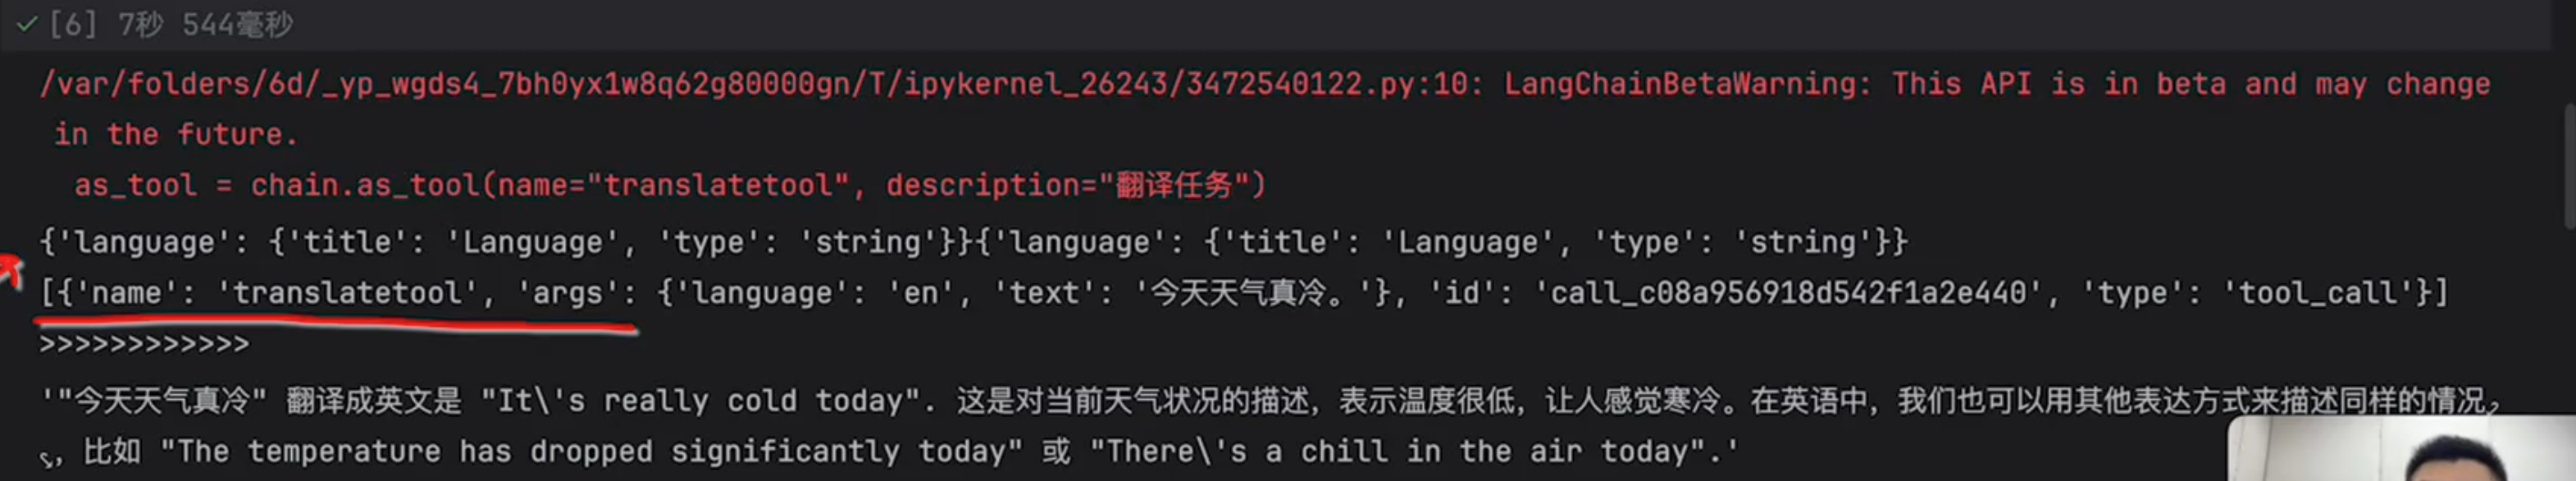 [6] 7秒 544毫秒
/var/folders/6d/_yp_wgds4_7bh0yx1w8q62g80000gn/T/ipykernel_26243/3472540122.py:10: LangChainBetaWarning: This API is in beta and may change
in the future.
as_tool = chain.as_tool(name="translatetool", description="翻译任务")
{'language': {'title': 'Language', 'type': 'string'}}{'language': {'title': 'Language', 'type': 'string'}}
[{'name': 'translatetool', 'args': {'language': 'en', 'text': '今天天气真冷。'}, 'id': 'call_c08a956918d542f1a2e440', 'type': 'tool_call'}]
>>>>>>>>>>>>
'"今天天气真冷" 翻译成英文是 "It\'s really cold today". 这是对当前天气状况的描述，表示温度很低，让人感觉寒冷。在英语中，我们也可以用其他表达方式来描述同样的情况
，比如 "The temperature has dropped significantly today" 或 "There\'s a chill in the air today".'